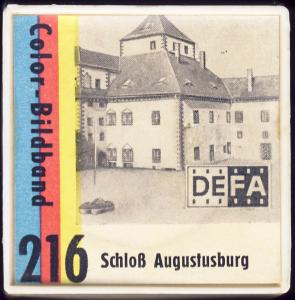 Color-Bildband
DEFA
216 Schloß Augustusburg